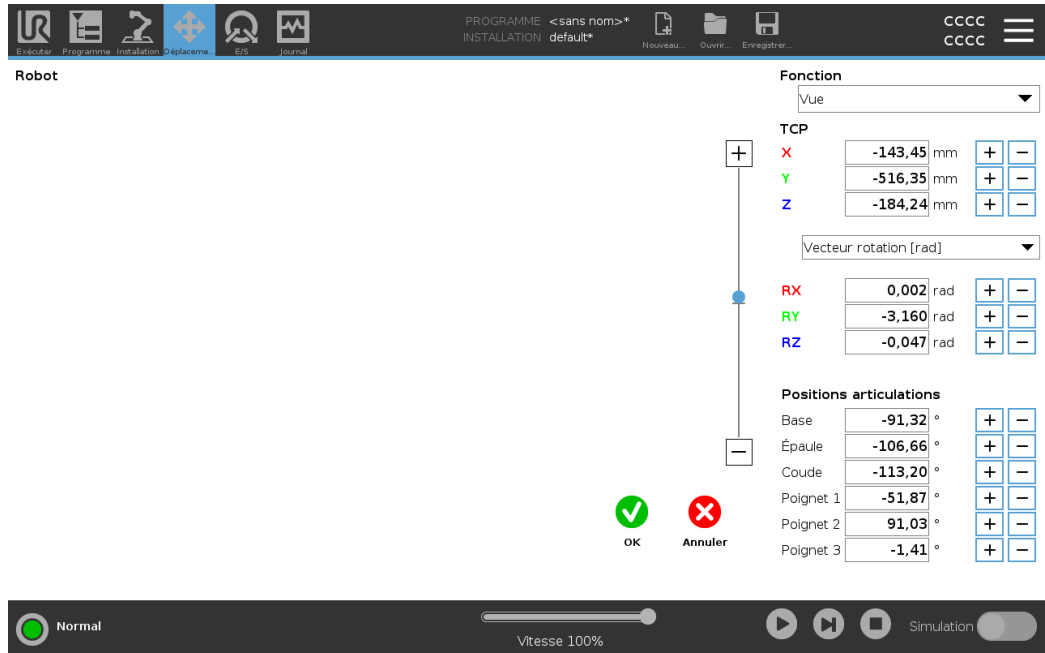 UR
PROGRAMME <sans nom>*
INSTALLATION default*
CCCC
CCCC
Exécuter Programme Installation Déplaceme... E/S Journal Nouveau... Ouvrir... Enregistrer...
Robot
Fonction
Vue
TCP
X -143,45 mm + −
Y -516,35 mm + −
Z -184,24 mm + −
Vecteur rotation [rad]
RX 0,002 rad + −
RY -3,160 rad + −
RZ -0,047 rad + −
Positions articulations
Base -91,32 ° + −
Épaule -106,66 ° + −
Coude -113,20 ° + −
Poignet 1 -51,87 ° + −
Poignet 2 91,03 ° + −
Poignet 3 -1,41 ° + −
OK Annuler
Normal
Vitesse 100%
Simulation